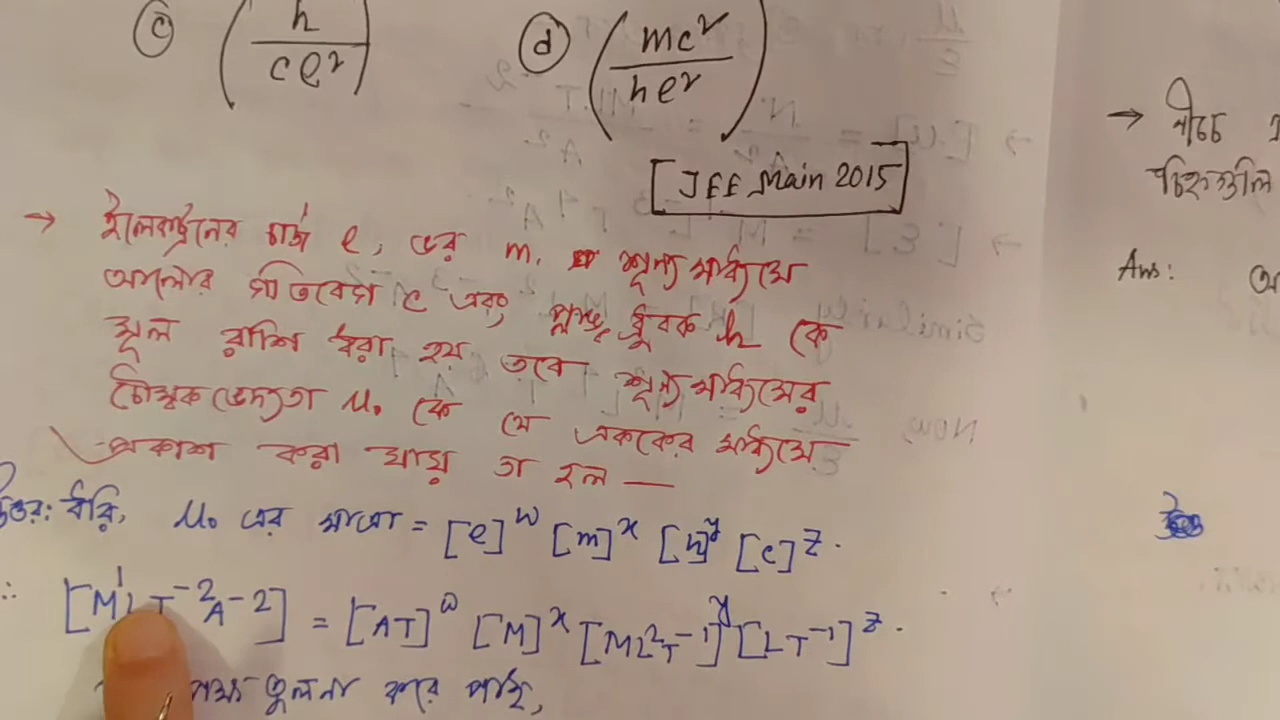 ⓒ (h / ce²) ⓓ (mc² / he²)
[JEE Main 2015]
→ ইলেকট্রনের চার্জ e, ভর m, শূন্য মাধ্যমে
আলোর গতিবেগ c এবং প্লাঙ্ক ধ্রুবক h কে
মূল রাশি ধরা হয় তবে শূন্য মাধ্যমের
চৌম্বক ভেদ্যতা μ₀ কে যে এককের মাধ্যমে
প্রকাশ করা যায় তা হল —
উত্তর: ধরি, μ₀ এর মাত্রা = [e]ʷ [m]ˣ [h]ʸ [c]ᶻ.
∴ [M¹LT⁻²A⁻²] = [AT]ʷ [M]ˣ [ML²T⁻¹]ʸ [LT⁻¹]ᶻ.
তুলনা করে পাই,
→ নীচে
চিহ্নগুলি
Ans: